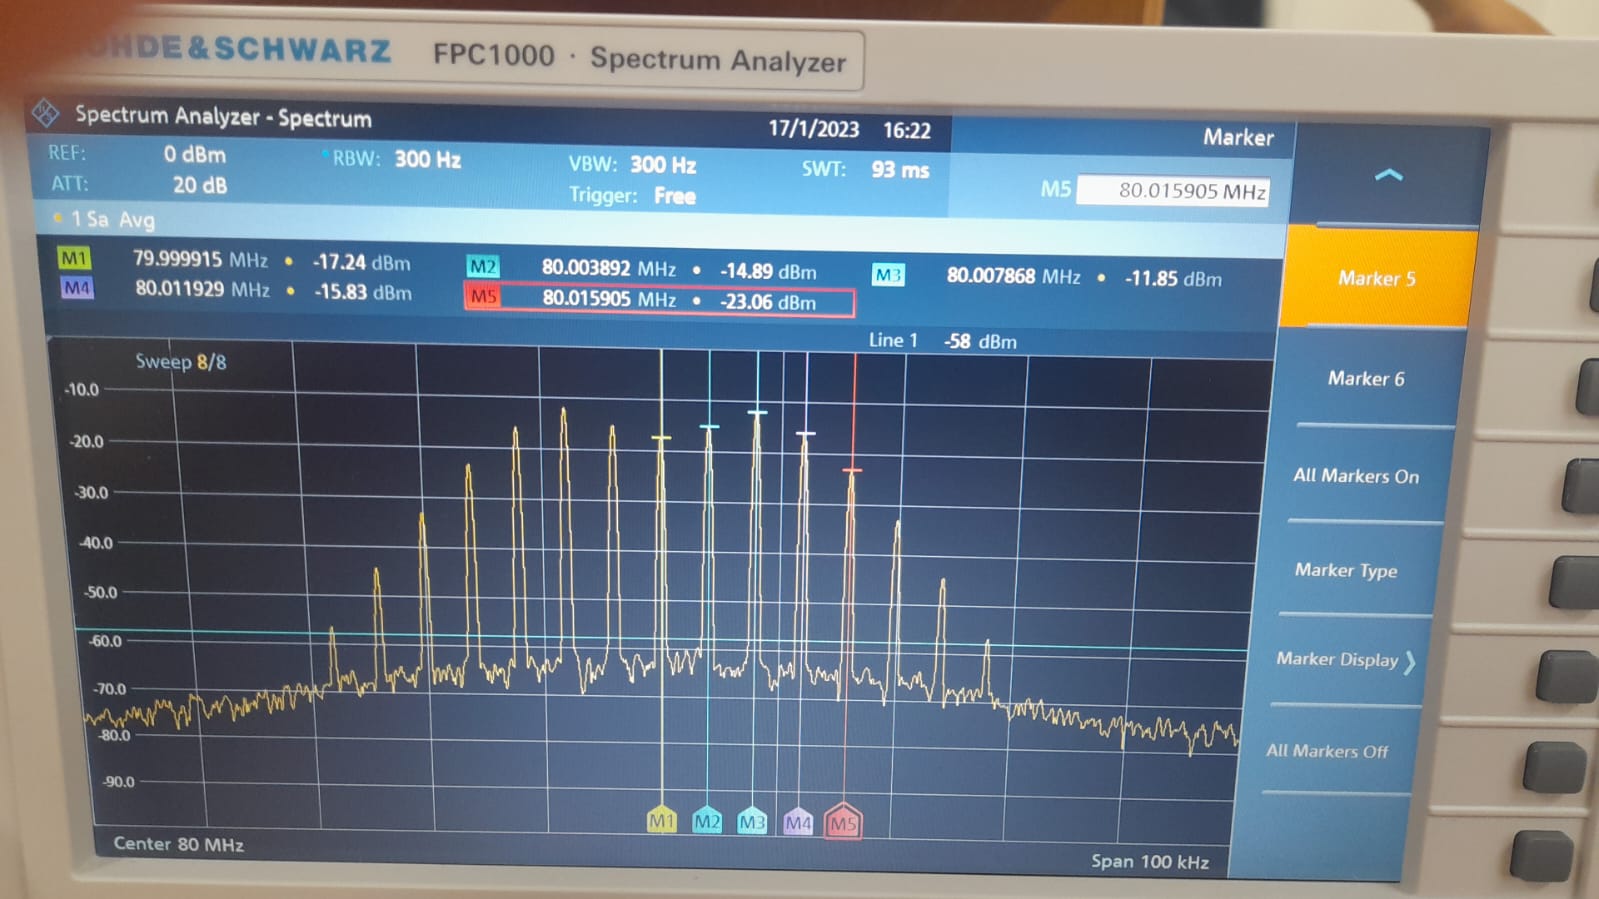 OHDE&SCHWARZ FPC1000 · Spectrum Analyzer
Spectrum Analyzer - Spectrum 17/1/2023 16:22 Marker
REF: 0 dBm RBW: 300 Hz VBW: 300 Hz SWT: 93 ms M5 80.015905 MHz
ATT: 20 dB Trigger: Free
1 Sa Avg
M1 79.999915 MHz • -17.24 dBm M2 80.003892 MHz • -14.89 dBm M3 80.007868 MHz • -11.85 dBm
M4 80.011929 MHz • -15.83 dBm M5 80.015905 MHz • -23.06 dBm
Line 1 -58 dBm
Sweep 8/8
-10.0
-20.0
-30.0
-40.0
-50.0
-60.0
-70.0
-80.0
-90.0
M1 M2 M3 M4 M5
Center 80 MHz Span 100 kHz
Marker 5
Marker 6
All Markers On
Marker Type
Marker Display
All Markers Off